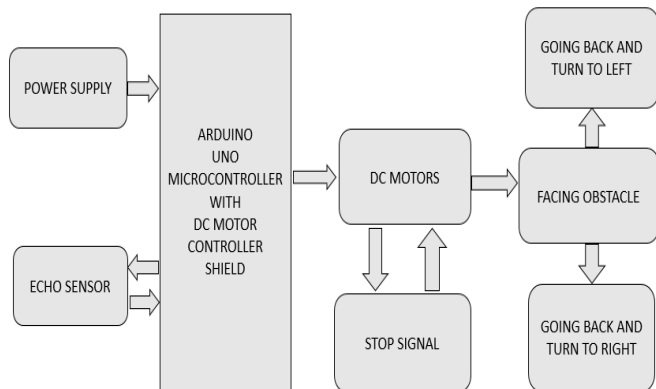 POWER SUPPLY
ECHO SENSOR
ARDUINO
UNO
MICROCONTROLLER
WITH
DC MOTOR
CONTROLLER
SHIELD
DC MOTORS
STOP SIGNAL
GOING BACK AND
TURN TO LEFT
FACING OBSTACLE
GOING BACK AND
TURN TO RIGHT